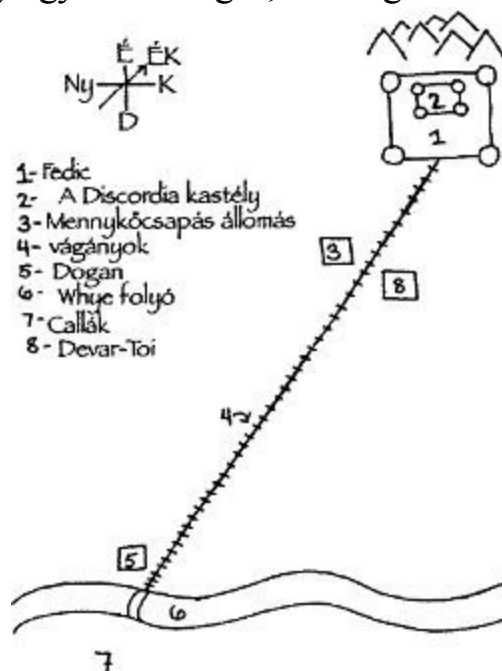 É ÉK
Ny K
D
1- Fedic
2- A Discordia kastély
3- Mennykőcsapás állomás
4- vágányok
5- Dogan
6- Whye folyó
7- Callák
8- Devar-Toi
2
1
3
8
4
5
6
7